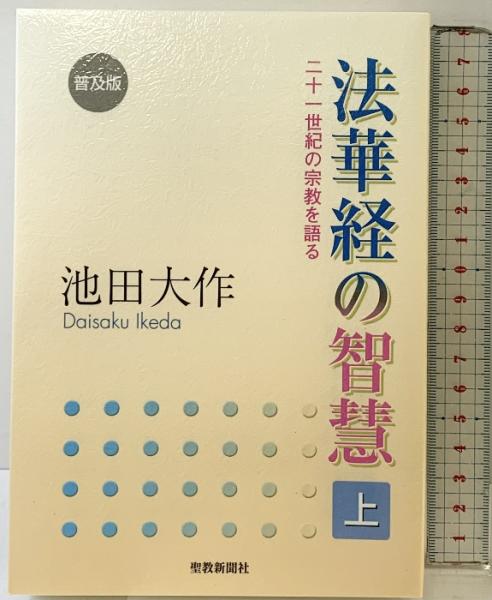 普及版
法華経の智慧
上
二十一世紀の宗教を語る
池田大作
Daisaku Ikeda
聖教新聞社